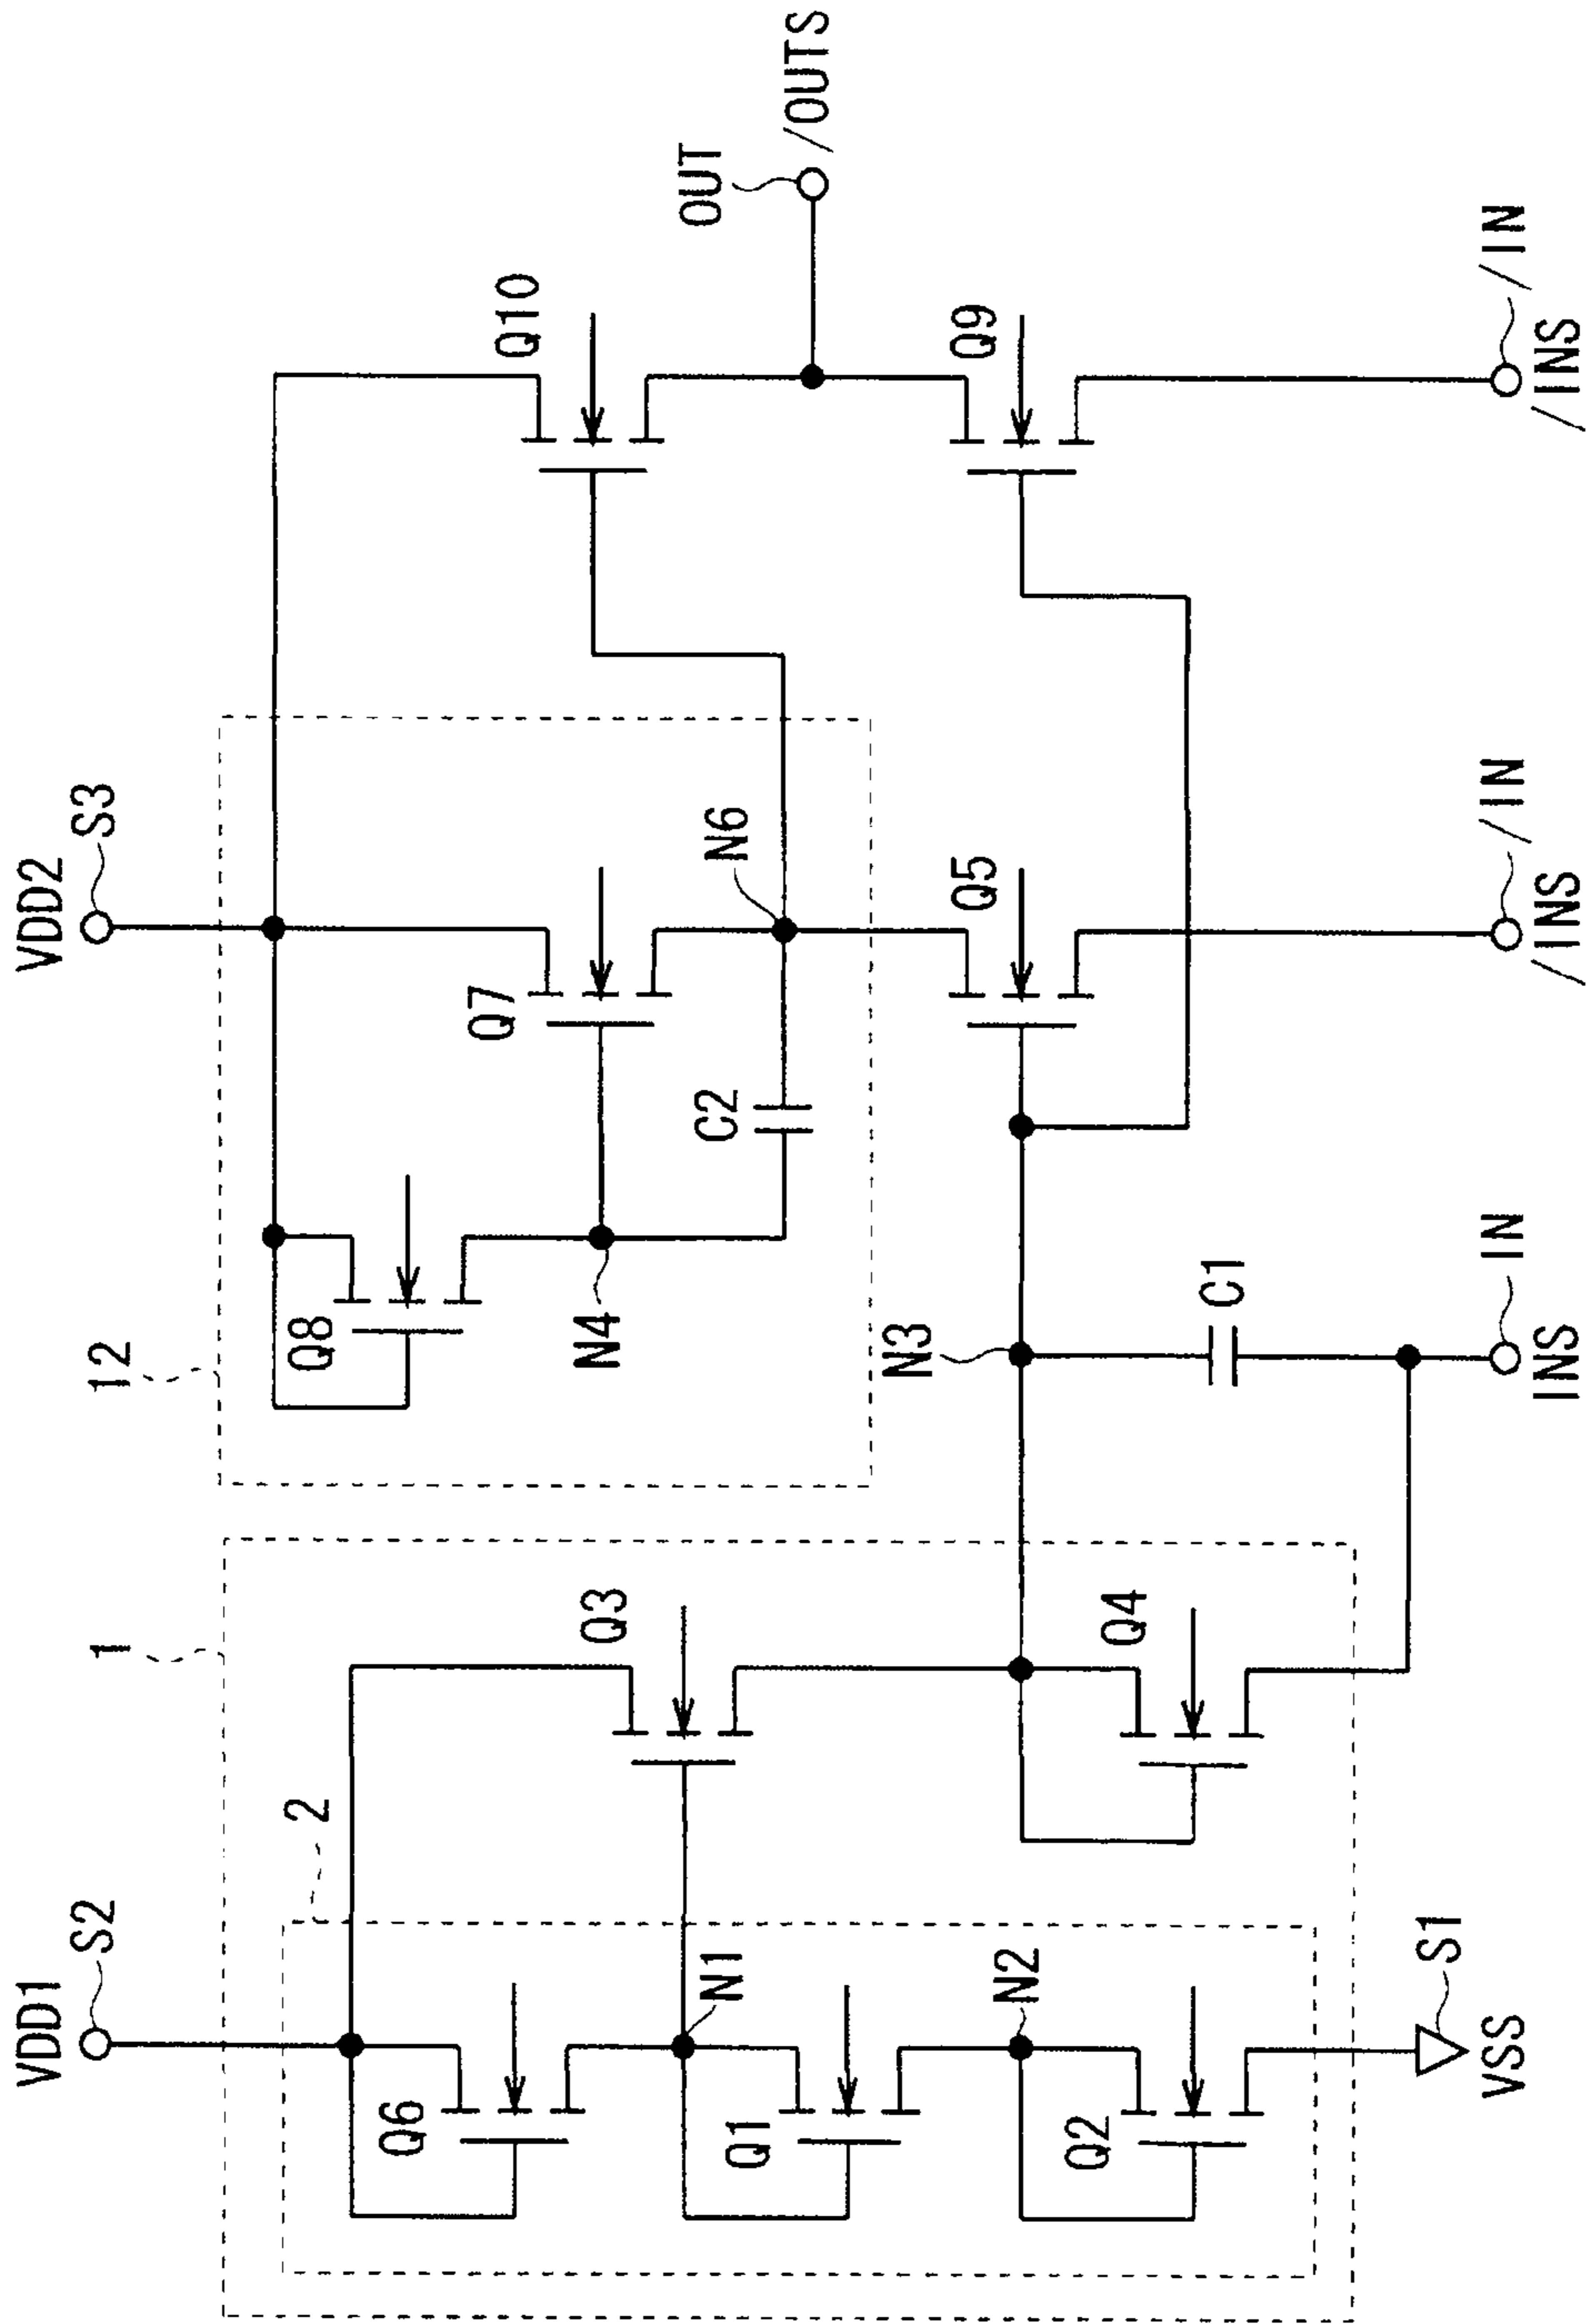 VDD1
S2
VDD2
S3
1
2
12
Q6
N1
Q1
N2
Q2
S1
VSS
Q3
Q4
Q8
N4
Q7
C2
N6
N3
C1
IN
INS
Q5
/IN
/INS
Q10
OUT
/OUTS
Q9
/IN
/INS